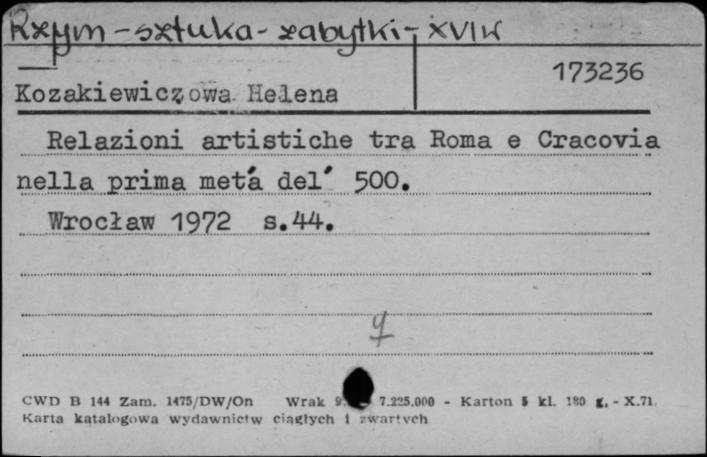 Rzym - sztuka - zabytki - XVI w
173236
Kozakiewiczowa Helena
Relazioni artistiche tra Roma e Cracovia
nella prima metá del´ 500.
Wrocław 1972 s.44.
CWD B 144 Zam. 1475/DW/On Wrak 7.225.000 - Karton 5 kl. 180 g. - X.71.
Karta katalogowa wydawnictw ciągłych i zwartych